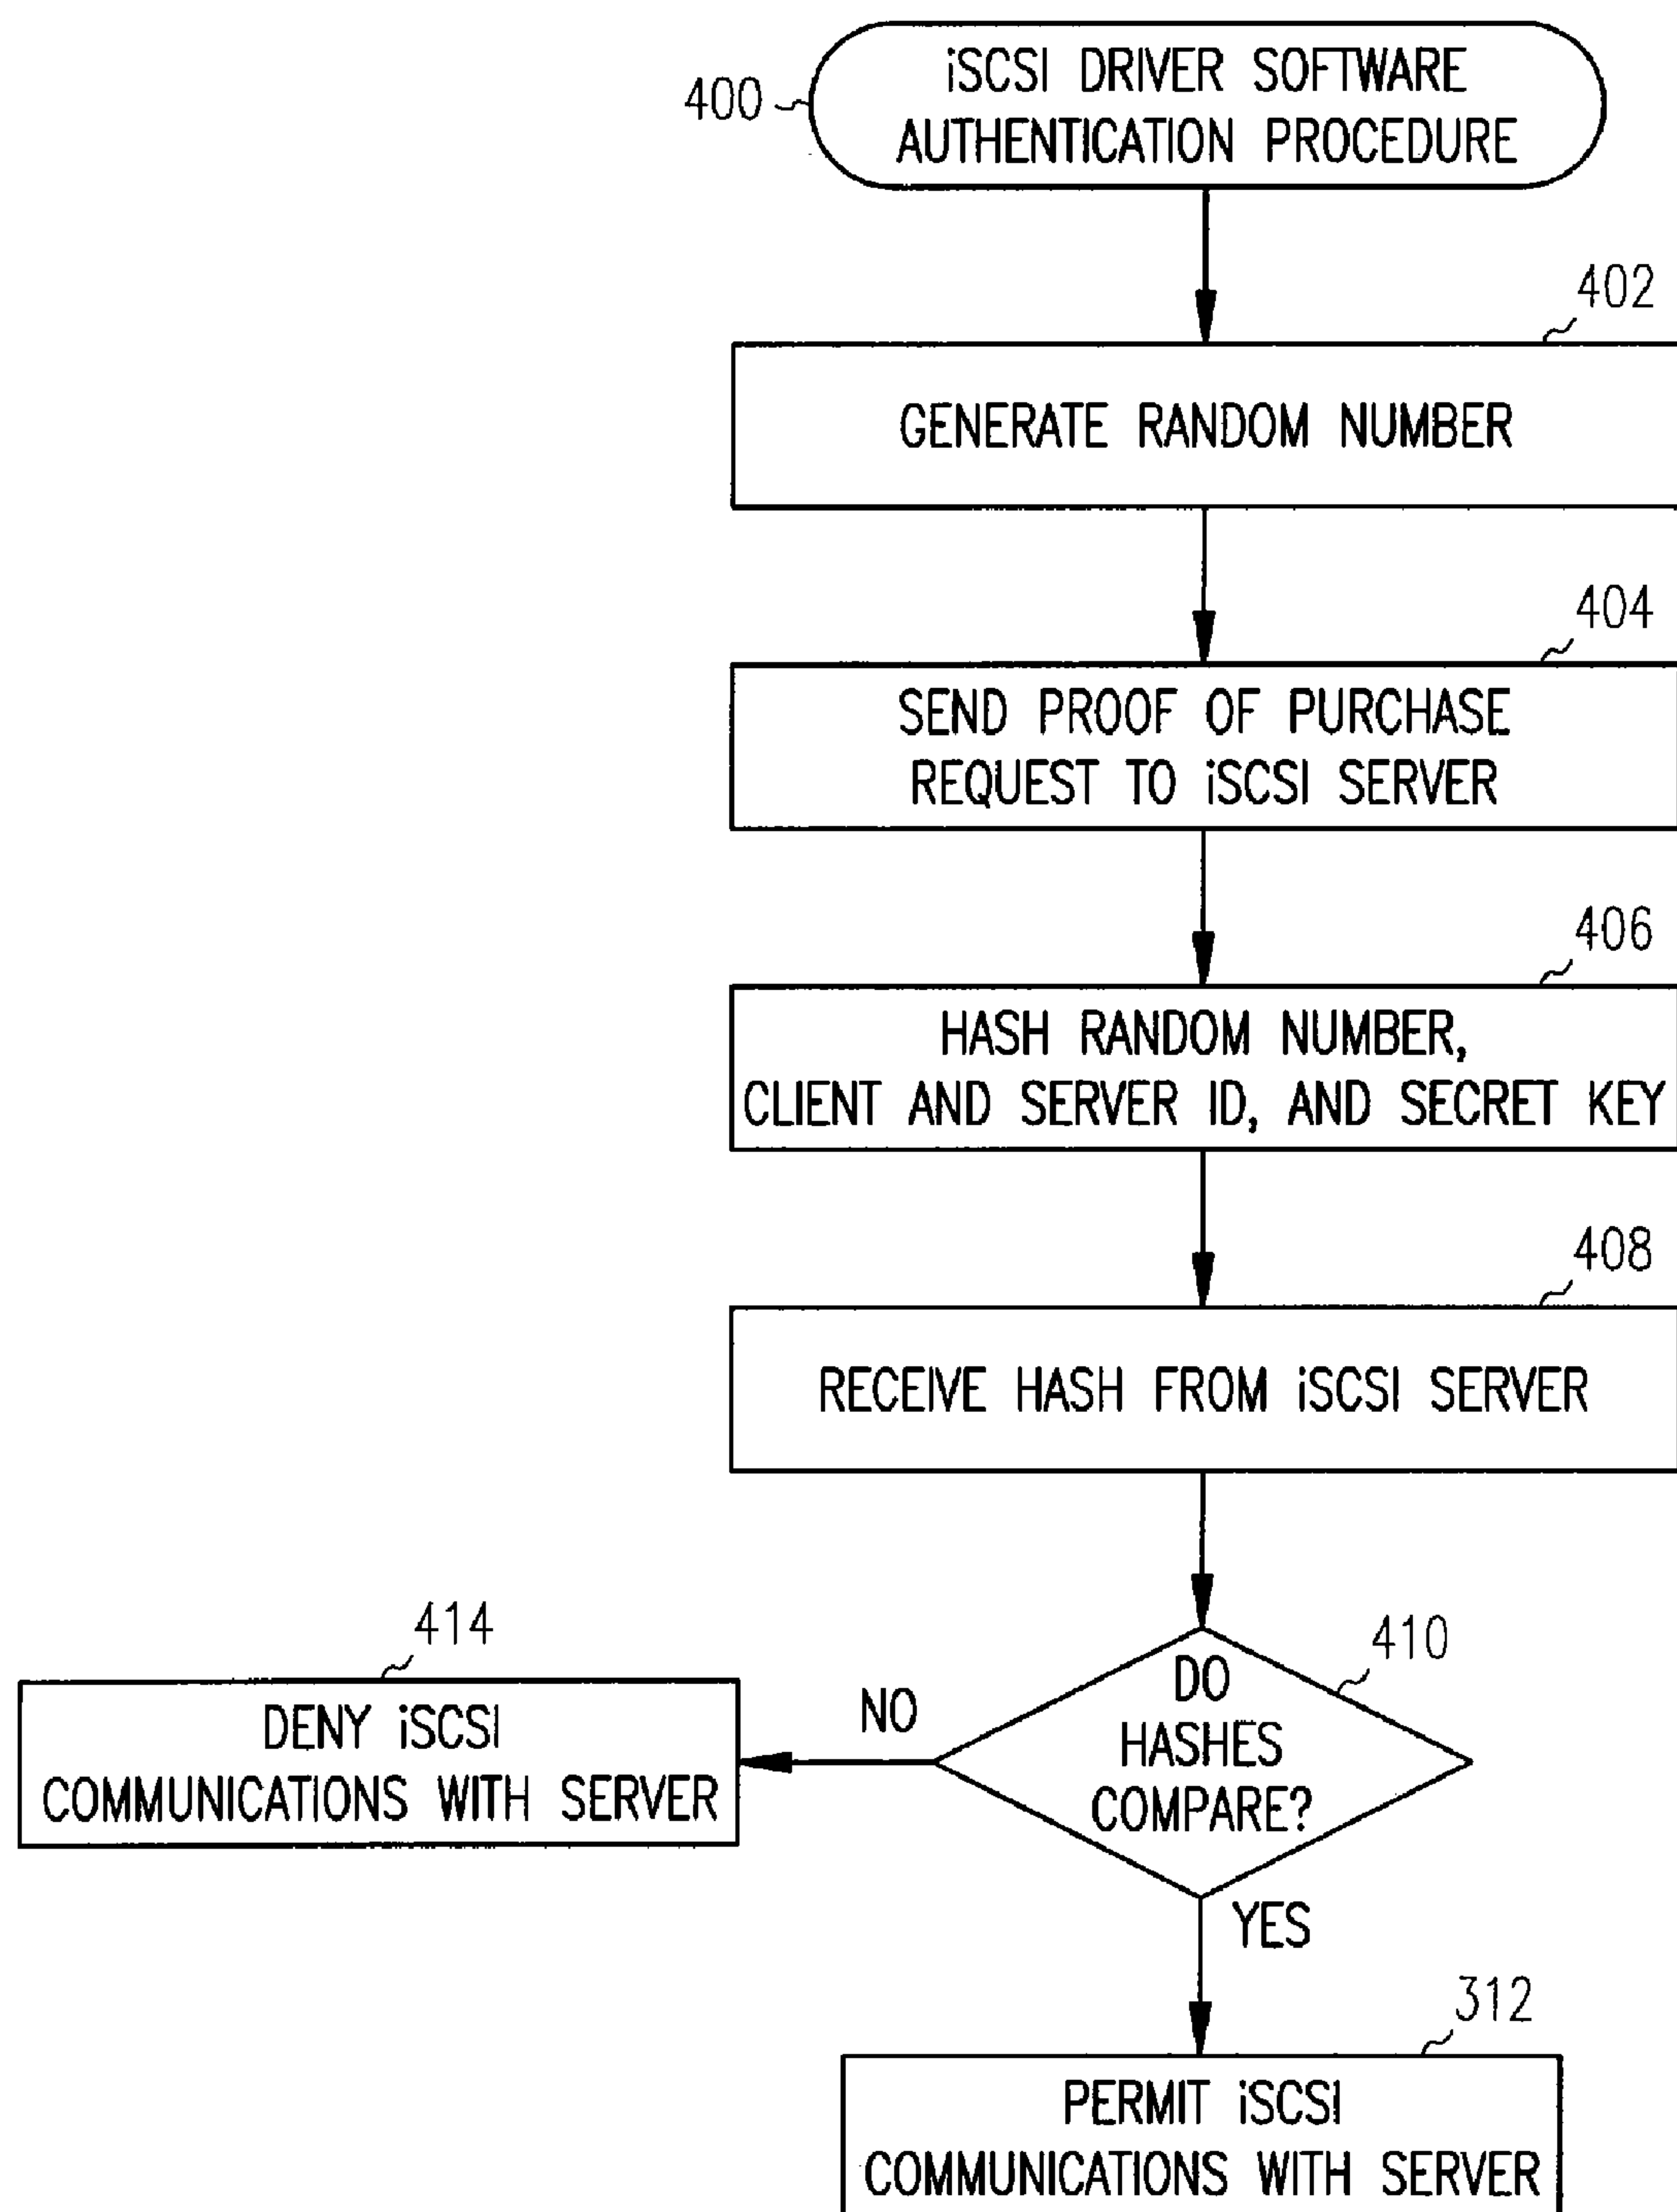 400
iSCSI DRIVER SOFTWARE
AUTHENTICATION PROCEDURE
402
GENERATE RANDOM NUMBER
404
SEND PROOF OF PURCHASE
REQUEST TO iSCSI SERVER
406
HASH RANDOM NUMBER,
CLIENT AND SERVER ID, AND SECRET KEY
408
RECEIVE HASH FROM iSCSI SERVER
410
DO
HASHES
COMPARE?
NO
414
DENY iSCSI
COMMUNICATIONS WITH SERVER
YES
312
PERMIT iSCSI
COMMUNICATIONS WITH SERVER